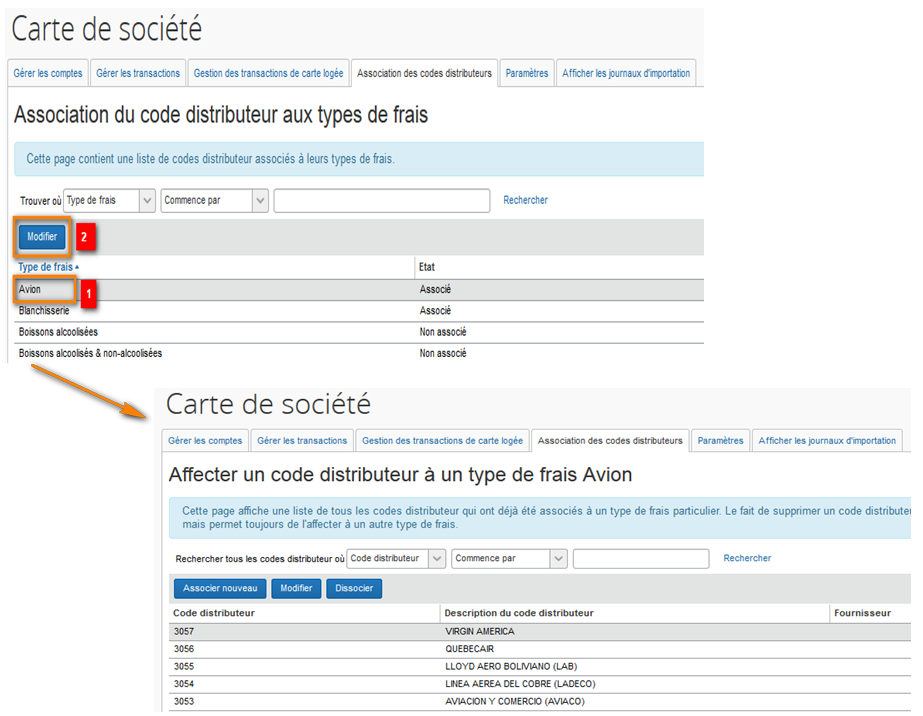 Carte de société
Gérer les comptes Gérer les transactions Gestion des transactions de carte logée Association des codes distributeurs Paramètres Afficher les journaux d'importation
Association du code distributeur aux types de frais
Cette page contient une liste de codes distributeur associés à leurs types de frais.
Trouver où Type de frais Commence par Rechercher
Modifier 2
Type de frais Etat
Avion 1 Associé
Blanchisserie Associé
Boissons alcoolisées Non associé
Boissons alcoolisés & non-alcoolisées Non associé
Carte de société
Gérer les comptes Gérer les transactions Gestion des transactions de carte logée Association des codes distributeurs Paramètres Afficher les journaux d'importation
Affecter un code distributeur à un type de frais Avion
Cette page affiche une liste de tous les codes distributeur qui ont déjà été associés à un type de frais particulier. Le fait de supprimer un code distribute
mais permet toujours de l'affecter à un autre type de frais.
Rechercher tous les codes distributeur où Code distributeur Commence par Rechercher
Associer nouveau Modifier Dissocier
Code distributeur Description du code distributeur Fournisseur
3057 VIRGIN AMERICA
3056 QUEBECAIR
3055 LLOYD AERO BOLIVIANO (LAB)
3054 LINEA AEREA DEL COBRE (LADECO)
3053 AVIACION Y COMERCIO (AVIACO)